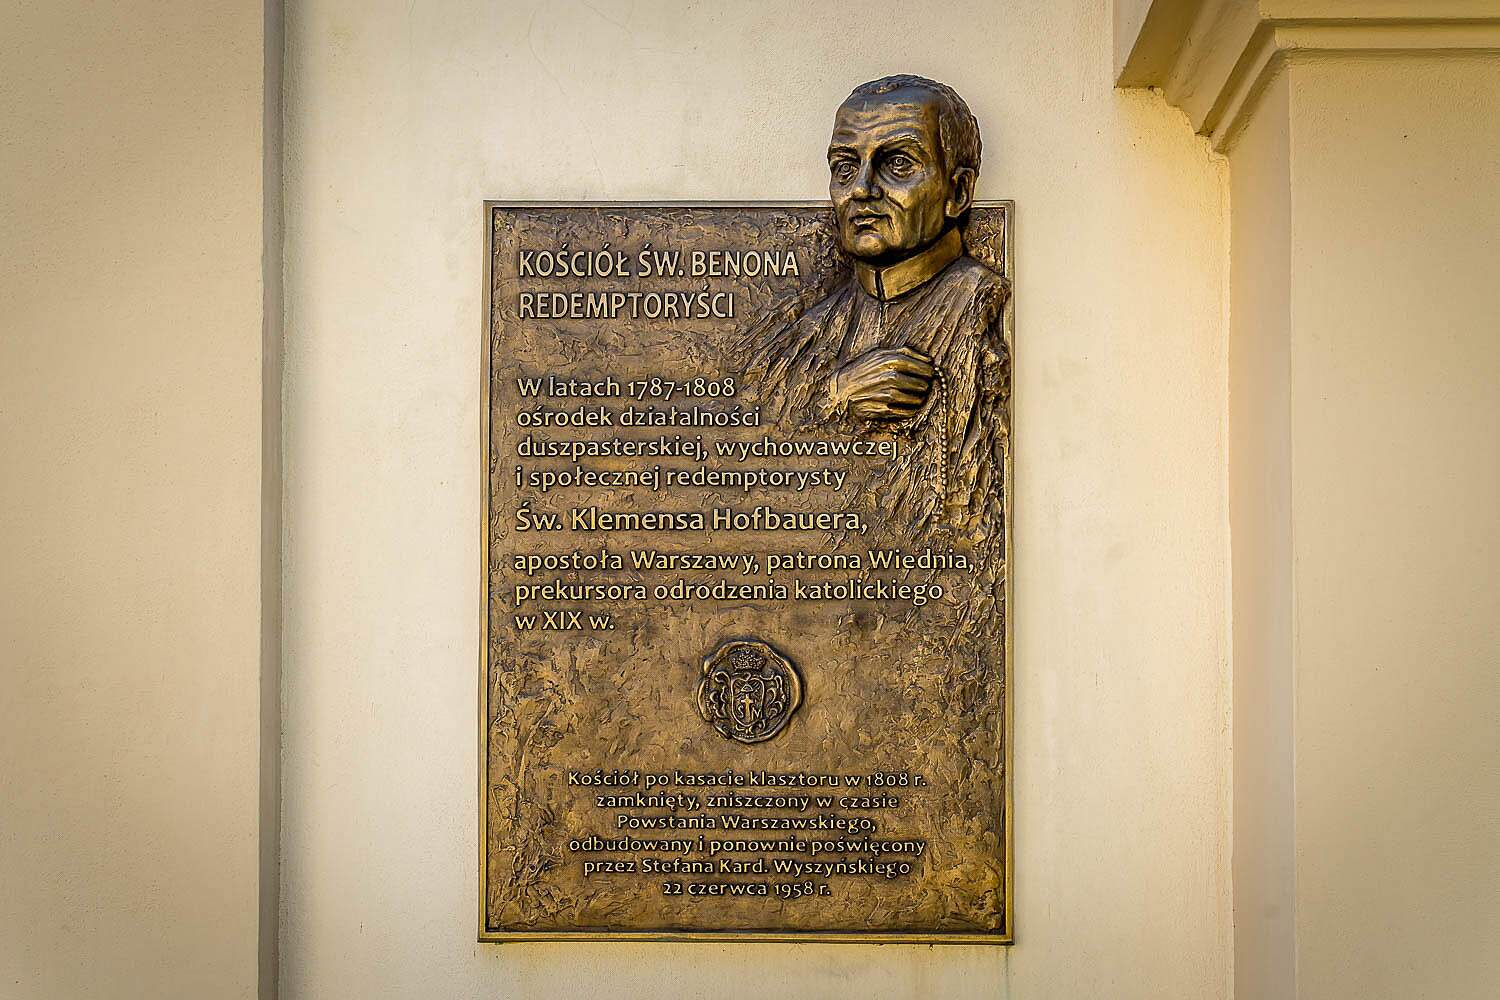 KOŚCIÓŁ ŚW. BENONA
REDEMPTORYŚCI
W latach 1787-1808
ośrodek działalności
duszpasterskiej, wychowawczej
i społecznej redemptorysty
Św. Klemensa Hofbauera,
apostoła Warszawy, patrona Wiednia,
prekursora odrodzenia katolickiego
w XIX w.
Kościół po kasacie klasztoru w 1808 r.
zamknięty, zniszczony w czasie
Powstania Warszawskiego,
odbudowany i ponownie poświęcony
przez Stefana Kard. Wyszyńskiego
22 czerwca 1958 r.